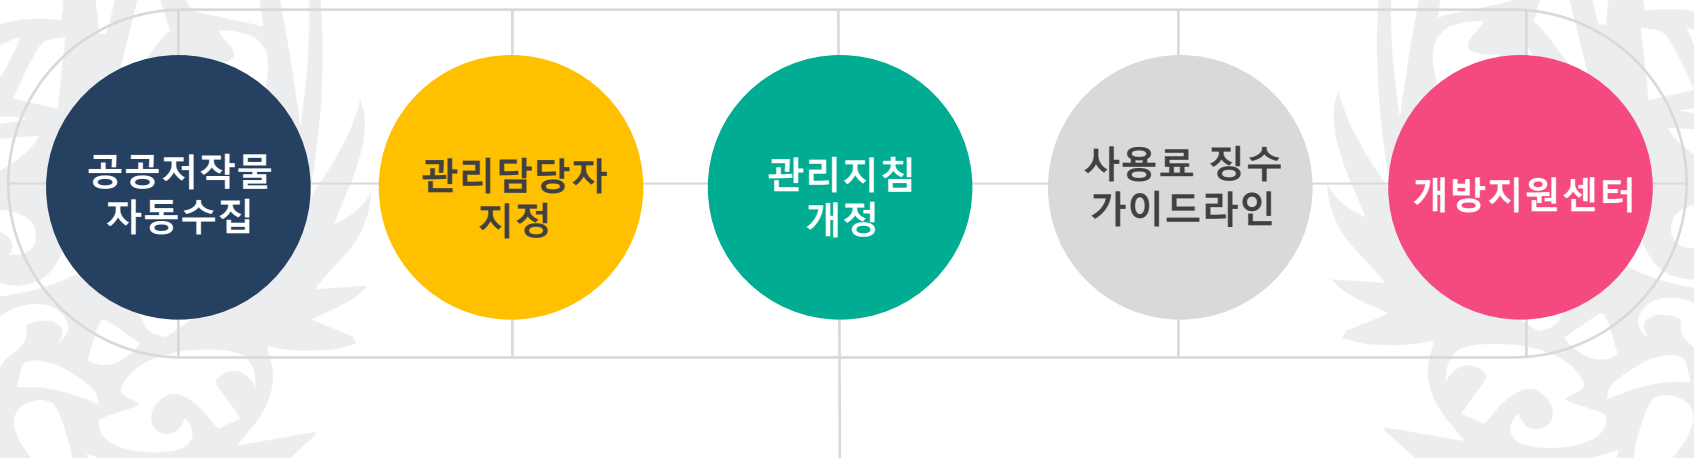 공공저작물
자동수집
관리담당자
지정
관리지침
개정
사용료 징수
가이드라인
개방지원센터